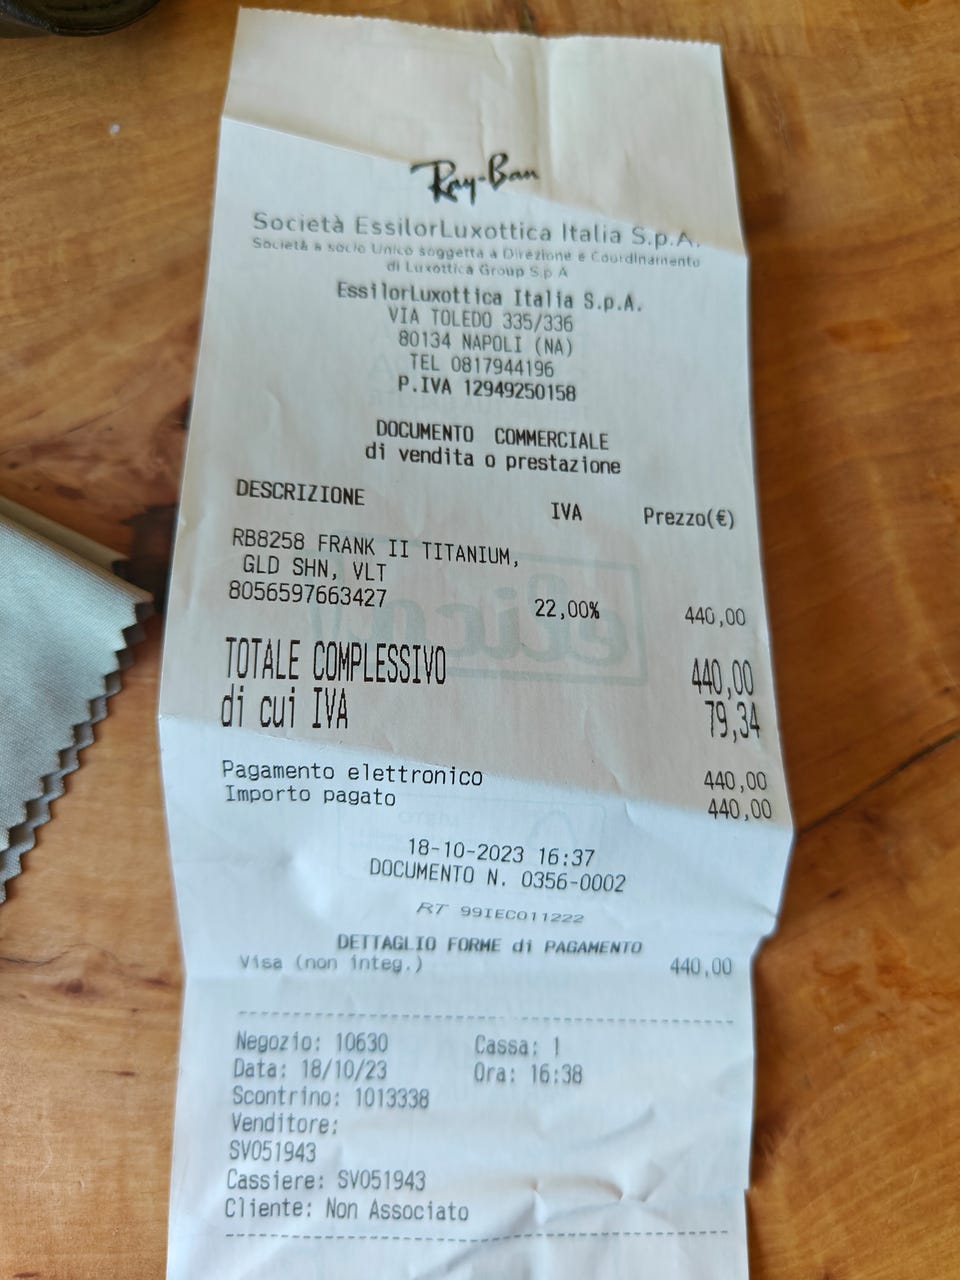 Ray-Ban
Società EssilorLuxottica Italia S.p.A.
Società a socio Unico soggetta a Direzione e Coordinamento
di Luxottica Group S.p.A
EssilorLuxottica Italia S.p.A.
VIA TOLEDO 335/336
80134 NAPOLI (NA)
TEL 0817944196
P.IVA 12949250158
DOCUMENTO COMMERCIALE
di vendita o prestazione
DESCRIZIONE IVA Prezzo(€)
RB8258 FRANK II TITANIUM,
GLD SHN, VLT
8056597663427 22,00% 440,00
TOTALE COMPLESSIVO 440,00
di cui IVA 79,34
Pagamento elettronico 440,00
Importo pagato 440,00
18-10-2023 16:37
DOCUMENTO N. 0356-0002
RT 99IEC011222
DETTAGLIO FORME di PAGAMENTO
Visa (non integ.) 440,00
Negozio: 10630 Cassa: 1
Data: 18/10/23 Ora: 16:38
Scontrino: 1013338
Venditore:
SV051943
Cassiere: SV051943
Cliente: Non Associato